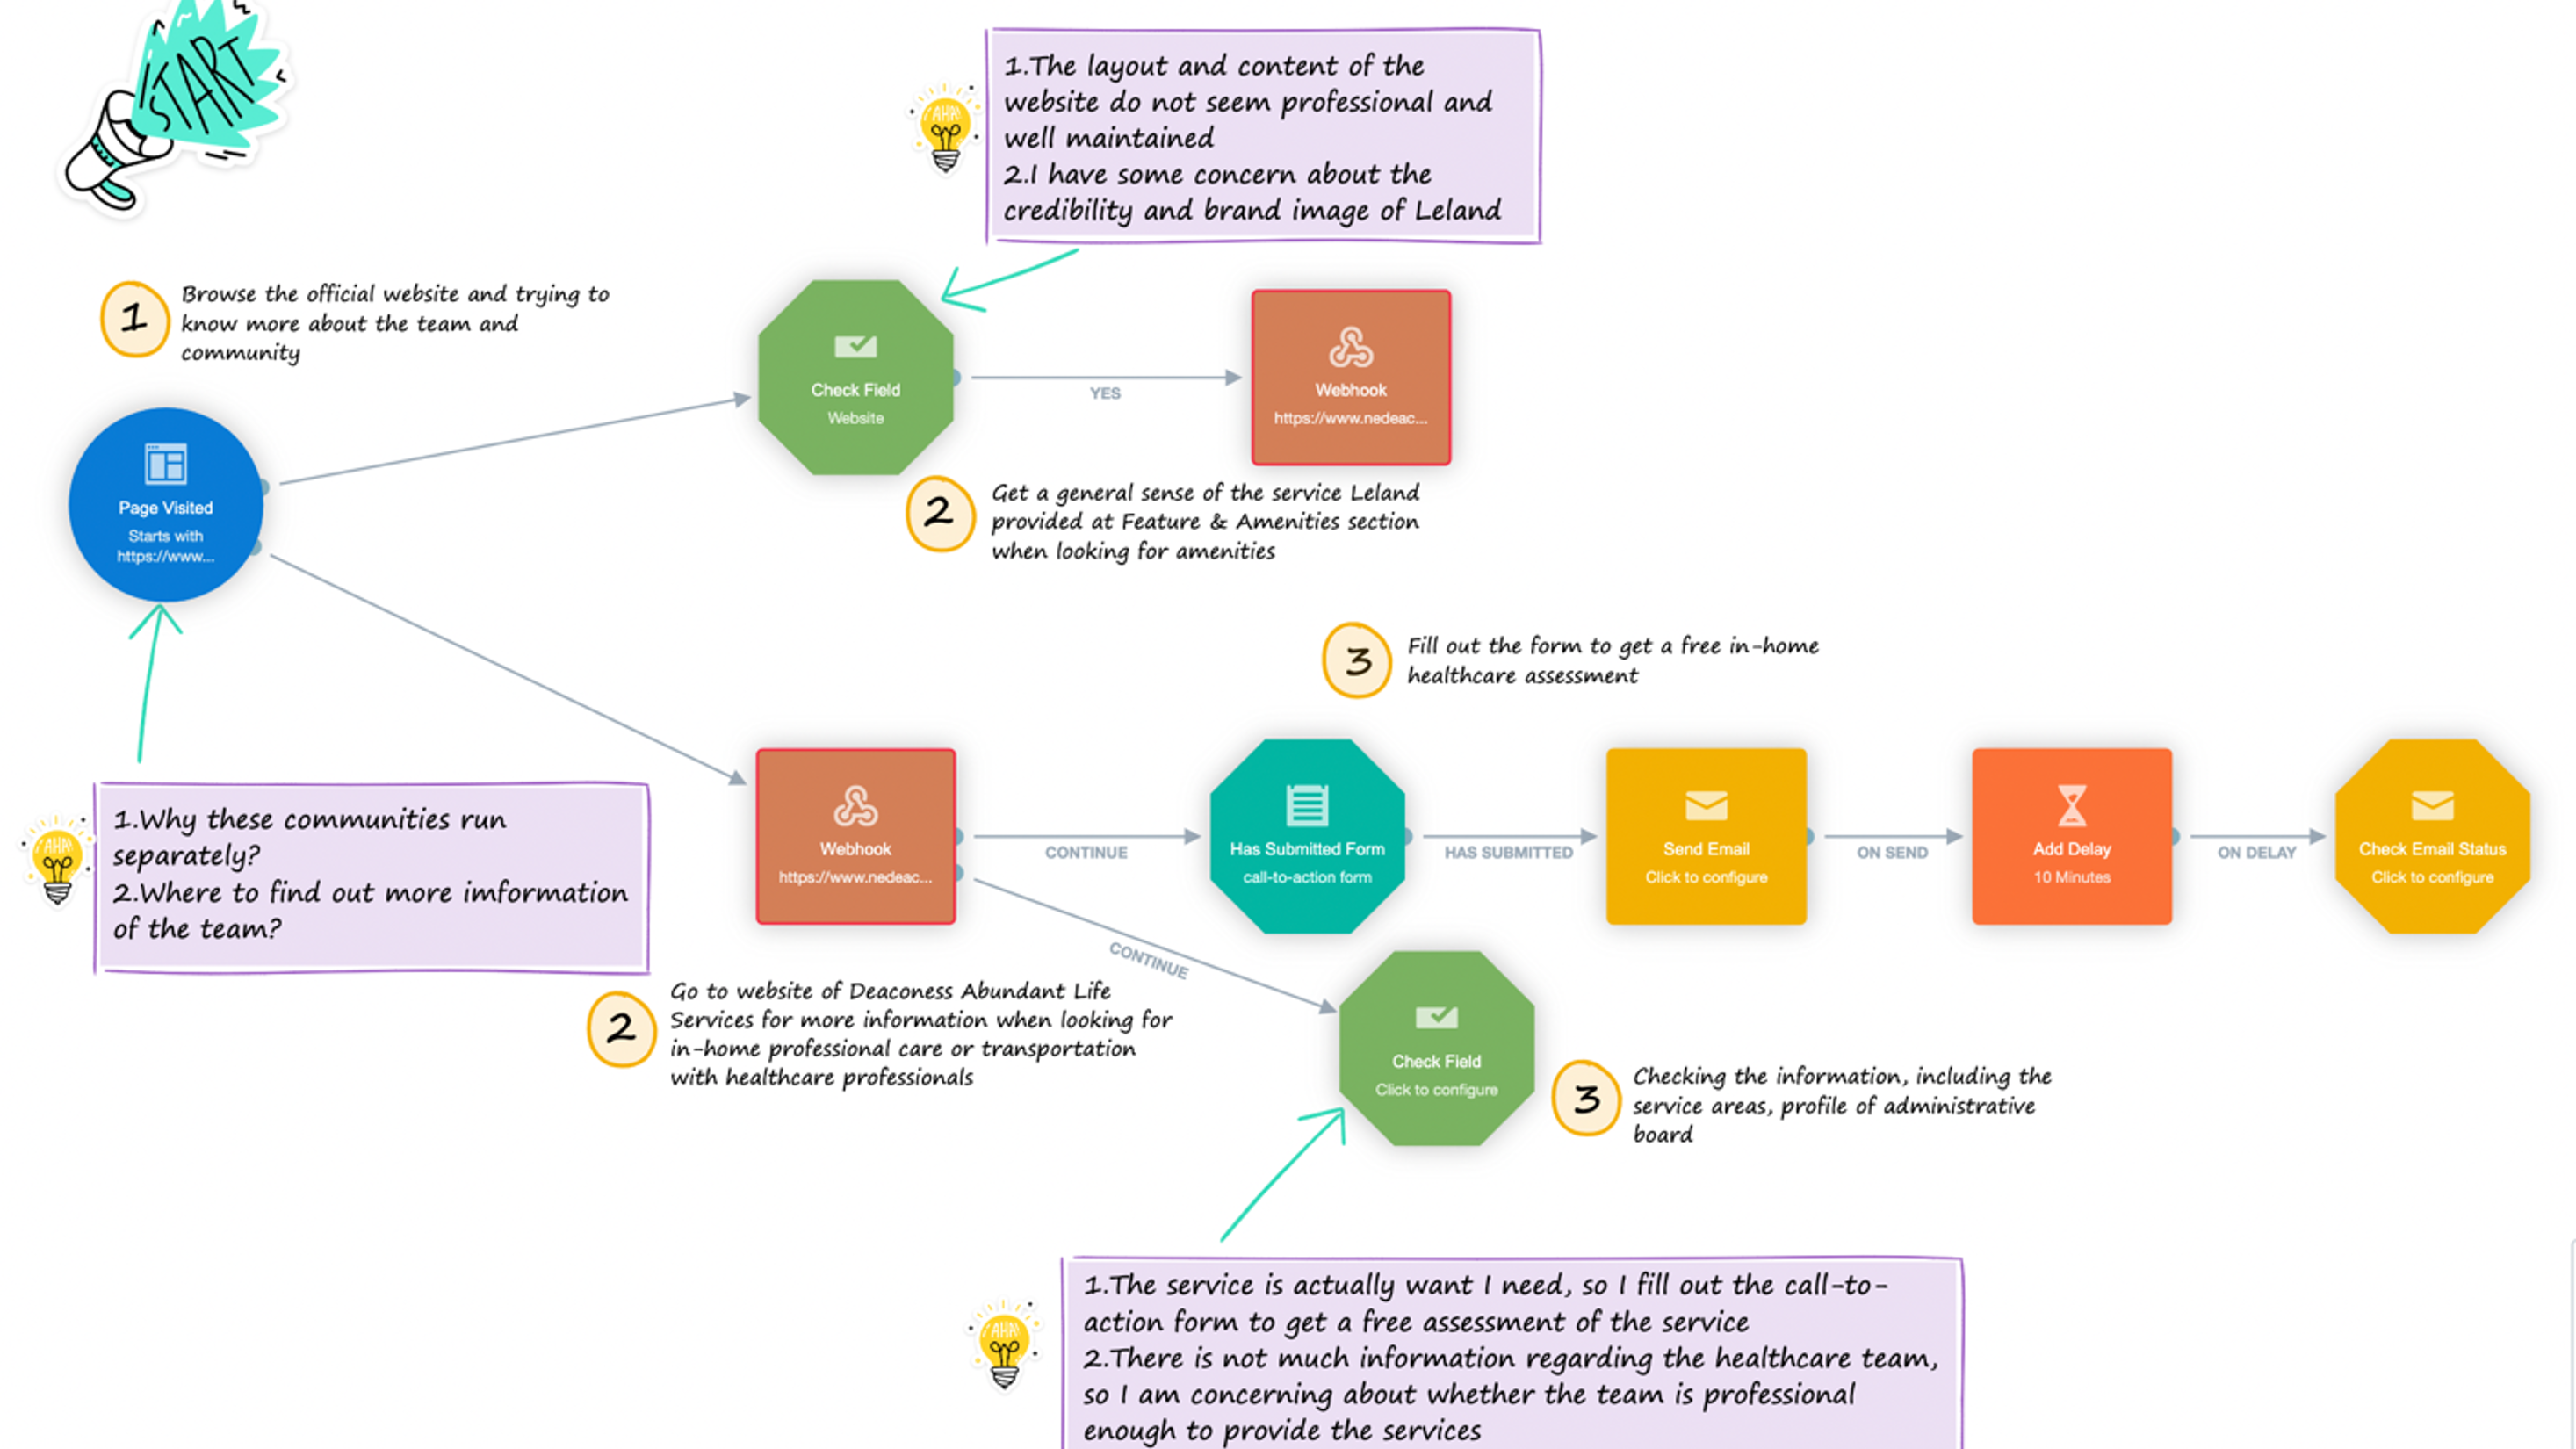 START
1.The layout and content of the
website do not seem professional and
well maintained
2.I have some concern about the
credibility and brand image of Leland
AHA!
1
Browse the official website and trying to
know more about the team and
community
Check Field
Website
YES
Webhook
https://www.nedeac...
Page Visited
Starts with
https://www...
2
Get a general sense of the service Leland
provided at Feature & Amenities section
when looking for amenities
3
Fill out the form to get a free in-home
healthcare assessment
AHA!
1.Why these communities run
separately?
2.Where to find out more imformation
of the team?
Webhook
https://www.nedeac...
CONTINUE
Has Submitted Form
call-to-action form
HAS SUBMITTED
Send Email
Click to configure
ON SEND
Add Delay
10 Minutes
ON DELAY
Check Email Status
Click to configure
CONTINUE
2
Go to website of Deaconess Abundant Life
Services for more information when looking for
in-home professional care or transportation
with healthcare professionals
Check Field
Click to configure
3
Checking the information, including the
service areas, profile of administrative
board
AHA!
1.The service is actually want I need, so I fill out the call-to-
action form to get a free assessment of the service
2.There is not much information regarding the healthcare team,
so I am concerning about whether the team is professional
enough to provide the services